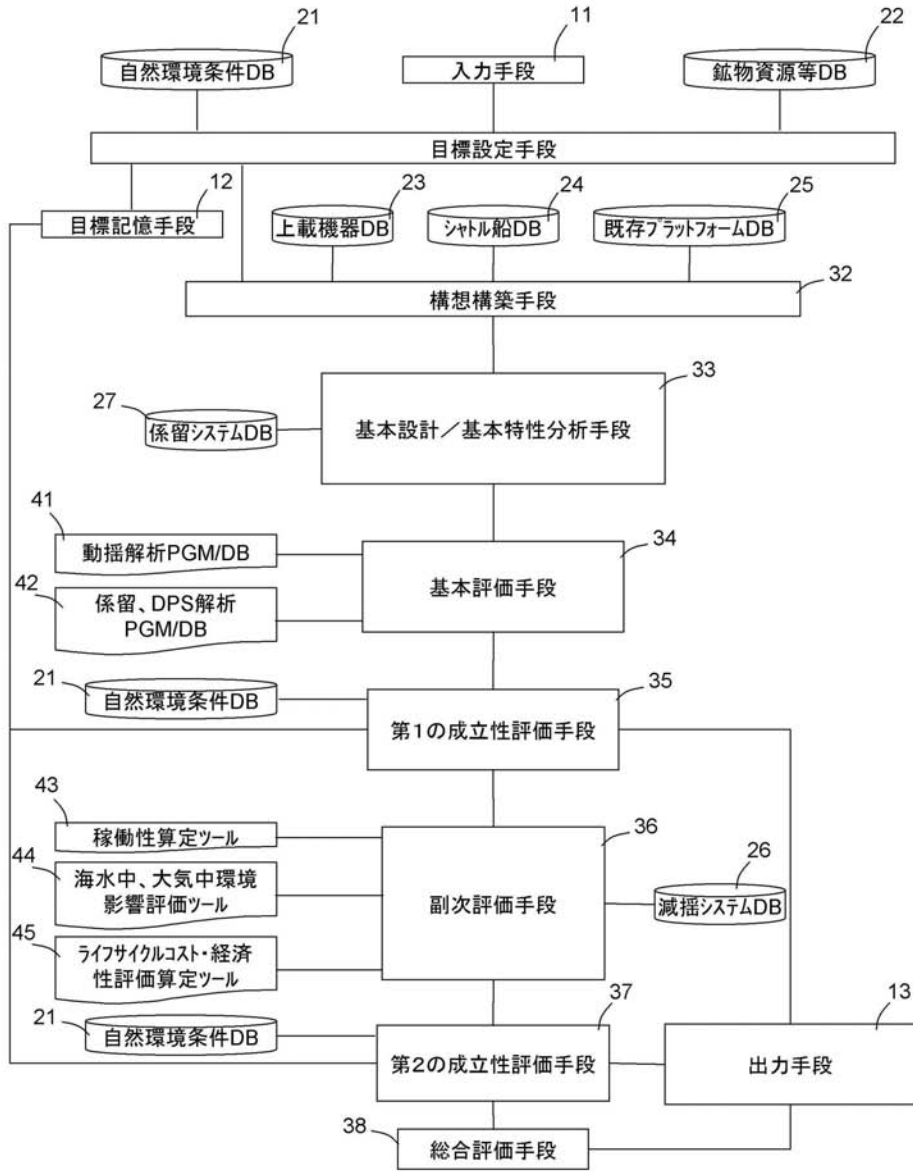 21
11
22
自然環境条件DB
入力手段
鉱物資源等DB
目標設定手段
12
23
24
25
目標記憶手段
上載機器DB
シャトル船DB
既存プラットフォームDB
32
構想構築手段
33
27
係留システムDB
基本設計／基本特性分析手段
41
動揺解析PGM/DB
34
42
基本評価手段
係留、DPS解析
PGM/DB
21
自然環境条件DB
35
第1の成立性評価手段
43
稼働性算定ツール
36
44
海水中、大気中環境
影響評価ツール
副次評価手段
26
減揺システムDB
45
ライフサイクルコスト・経済
性評価算定ツール
21
自然環境条件DB
37
13
第2の成立性評価手段
出力手段
38
総合評価手段